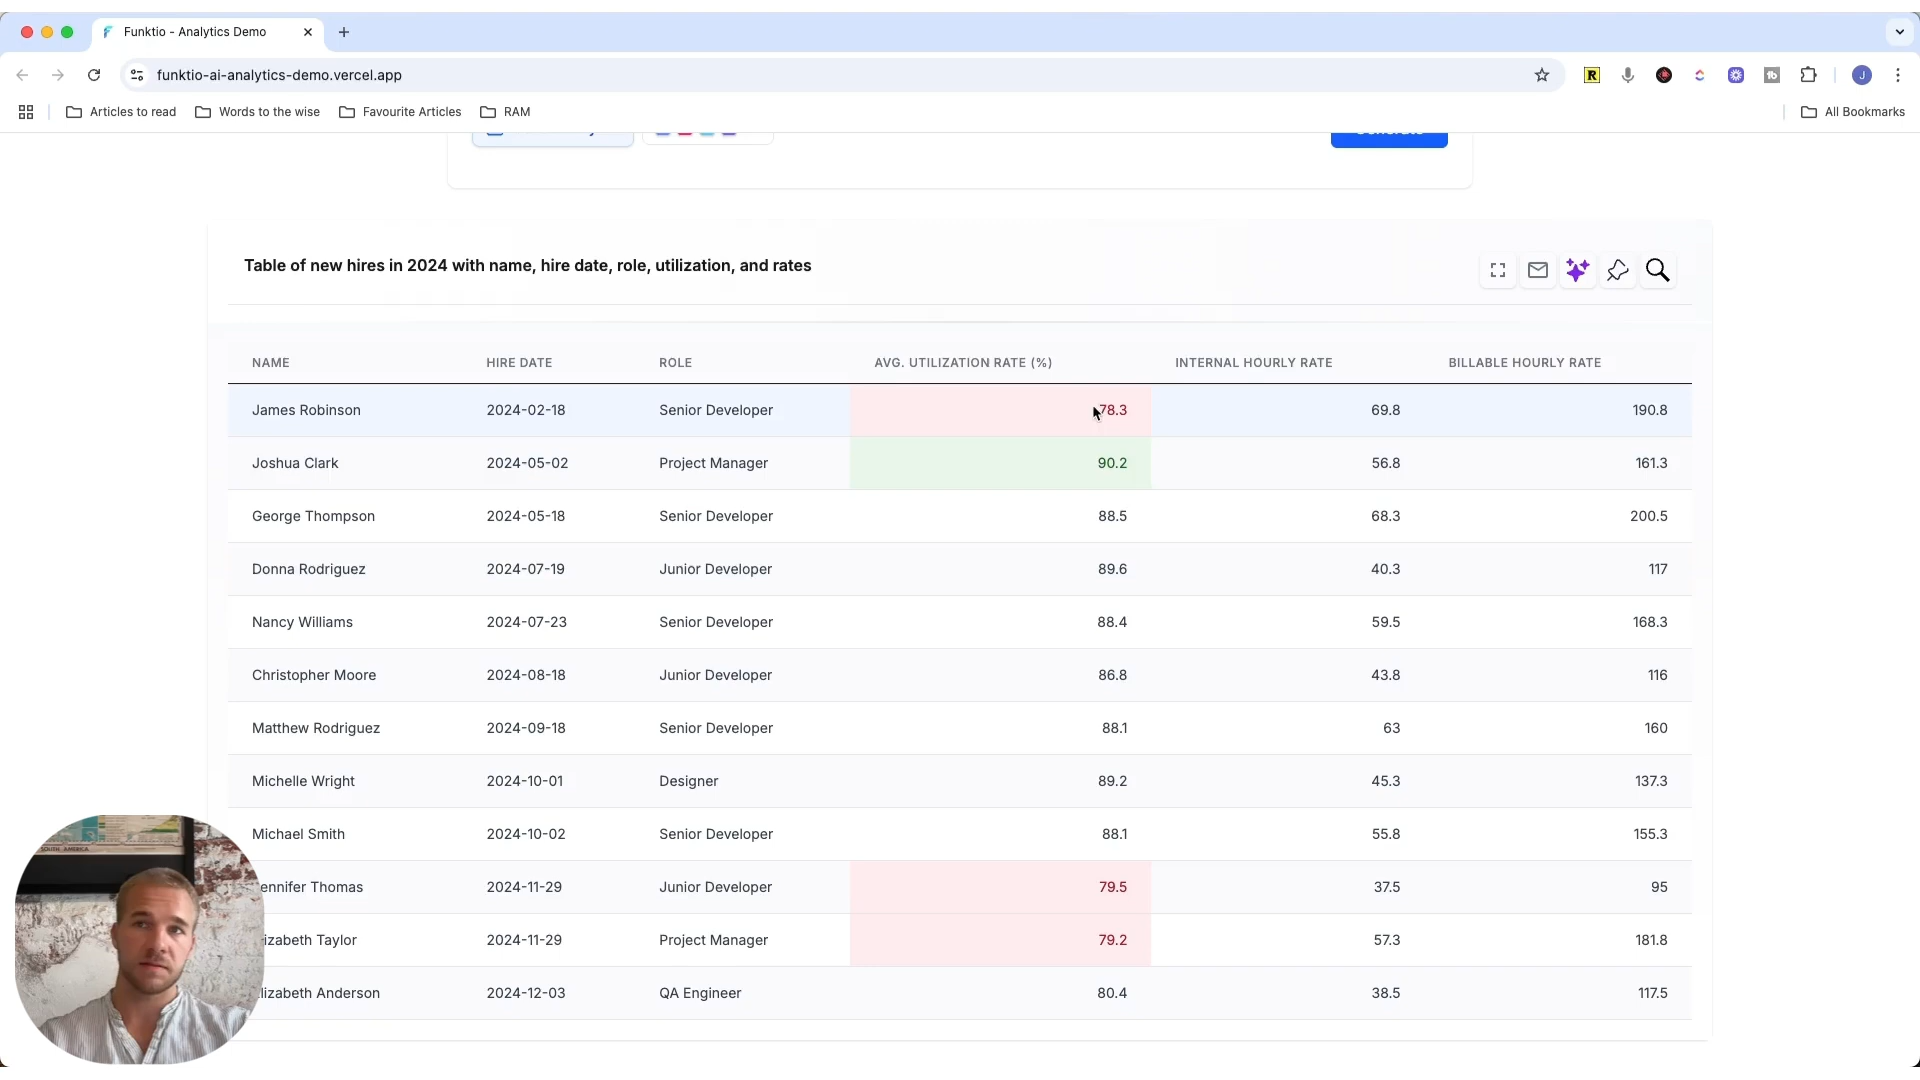 Funktio - Analytics Demo
funktio-ai-analytics-demo.vercel.app
J
Articles to read
Words to the wise
Favourite Articles
RAM
All Bookmarks
Table of new hires in 2024 with name, hire date, role, utilization, and rates
NAME HIRE DATE ROLE AVG. UTILIZATION RATE (%) INTERNAL HOURLY RATE BILLABLE HOURLY RATE
James Robinson 2024-02-18 Senior Developer 78.3 69.8 190.8
Joshua Clark 2024-05-02 Project Manager 90.2 56.8 161.3
George Thompson 2024-05-18 Senior Developer 88.5 68.3 200.5
Donna Rodriguez 2024-07-19 Junior Developer 89.6 40.3 117
Nancy Williams 2024-07-23 Senior Developer 88.4 59.5 168.3
Christopher Moore 2024-08-18 Junior Developer 86.8 43.8 116
Matthew Rodriguez 2024-09-18 Senior Developer 88.1 63 160
Michelle Wright 2024-10-01 Designer 89.2 45.3 137.3
Michael Smith 2024-10-02 Senior Developer 88.1 55.8 155.3
ennifer Thomas 2024-11-29 Junior Developer 79.5 37.5 95
izabeth Taylor 2024-11-29 Project Manager 79.2 57.3 181.8
lizabeth Anderson 2024-12-03 QA Engineer 80.4 38.5 117.5
SOUTH AMERICA